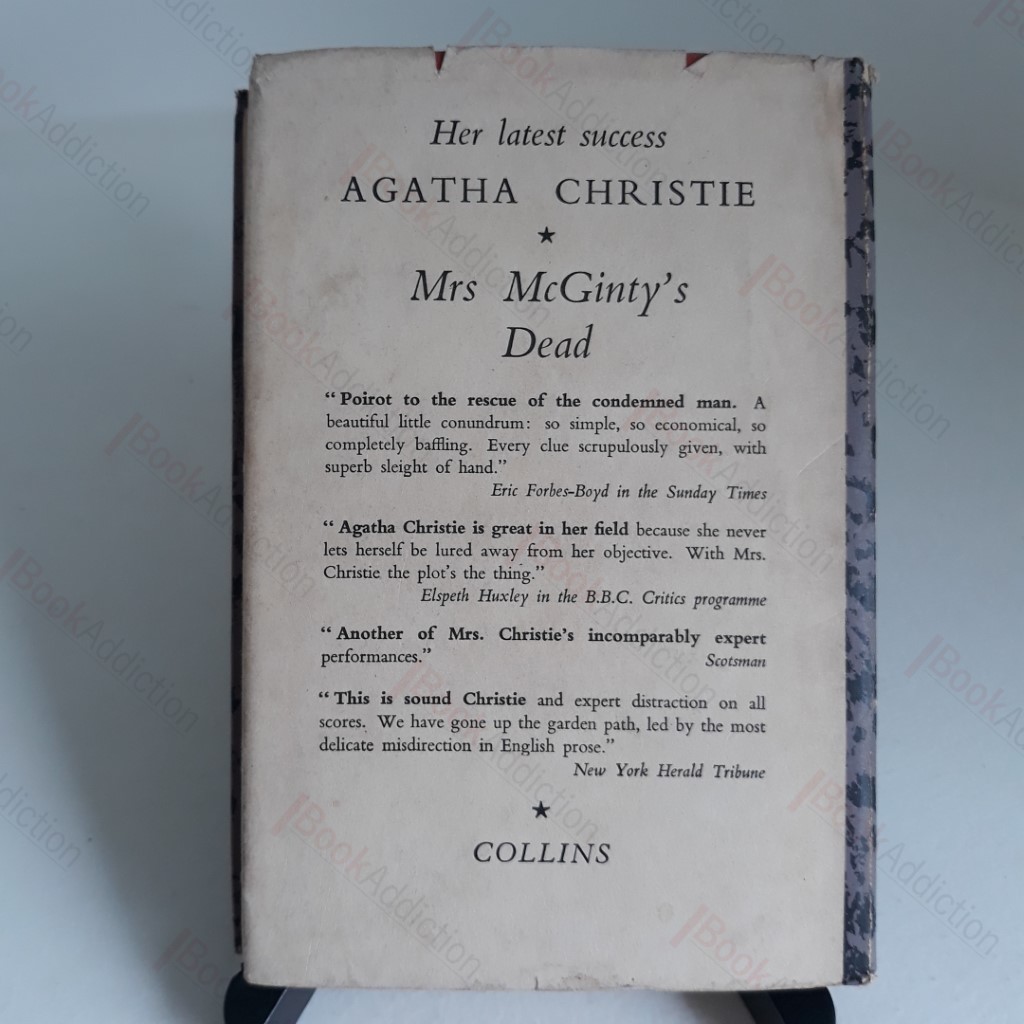 Her latest success
AGATHA CHRISTIE
★
Mrs McGinty's
Dead
“Poirot to the rescue of the condemned man. A
beautiful little conundrum: so simple, so economical, so
completely baffling. Every clue scrupulously given, with
superb sleight of hand.”
Eric Forbes-Boyd in the Sunday Times
“Agatha Christie is great in her field because she never
lets herself be lured away from her objective. With Mrs.
Christie the plot's the thing.”
Elspeth Huxley in the B.B.C. Critics programme
“Another of Mrs. Christie's incomparably expert
performances.” Scotsman
“This is sound Christie and expert distraction on all
scores. We have gone up the garden path, led by the most
delicate misdirection in English prose.”
New York Herald Tribune
★
COLLINS
BookAddiction